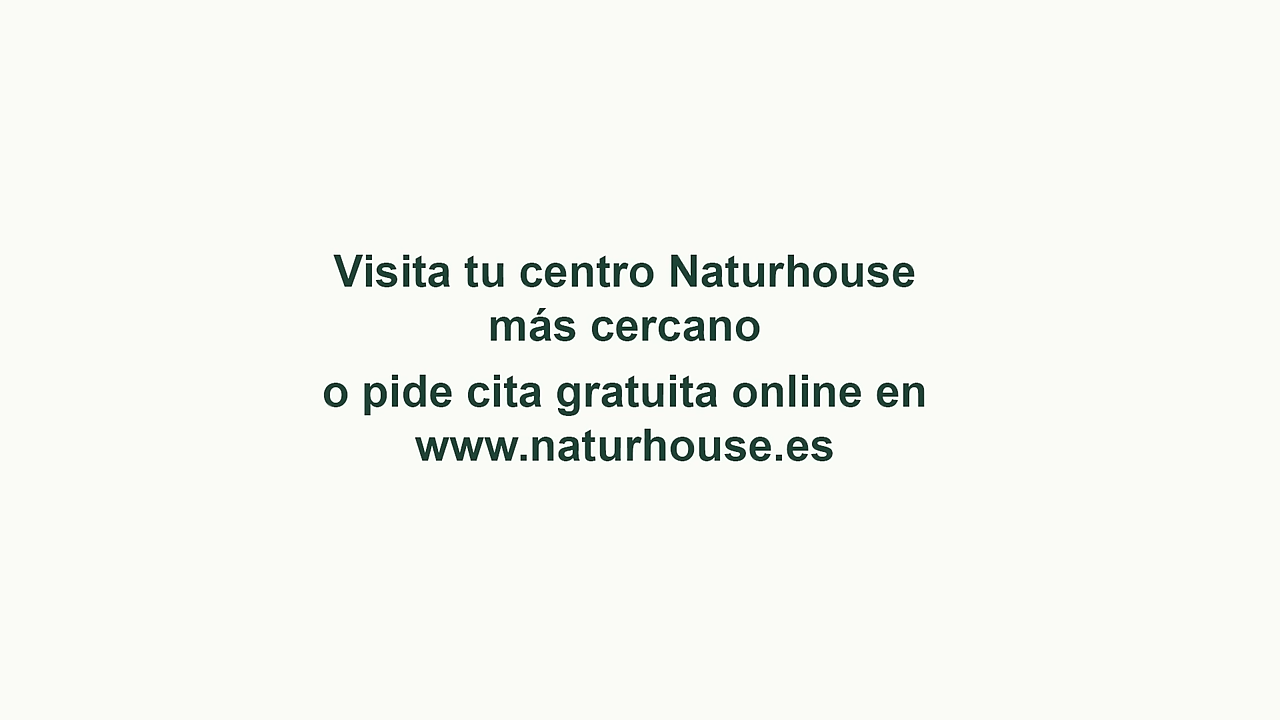 Visita tu centro Naturhouse
más cercano
o pide cita gratuita online en
www.naturhouse.es